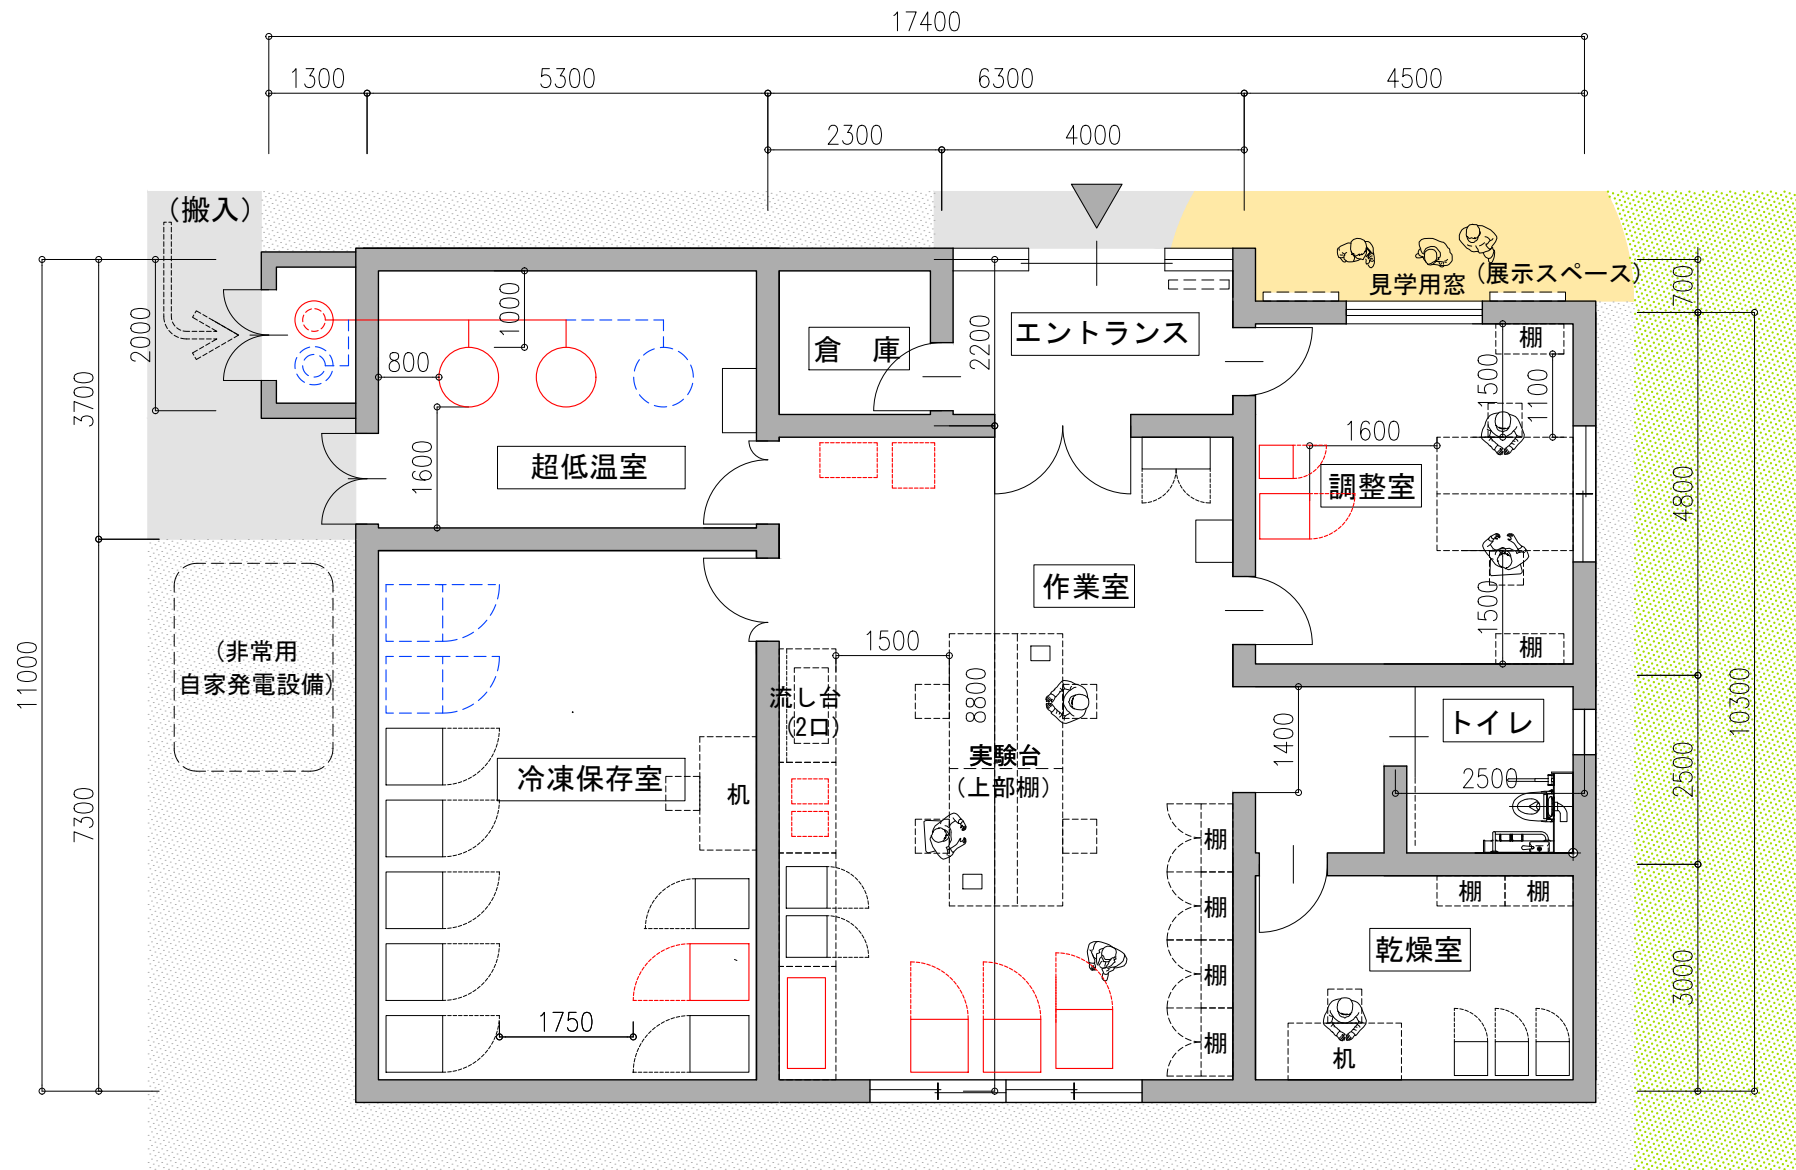 17400
1300
5300
6300
4500
2300
4000
（搬入）
見学用窓
（展示スペース）
700
2000
3700
1000
800
倉　庫
2200
エントランス
棚
1500
1100
1600
1600
超低温室
調整室
4800
作業室
1500
棚
1500
（非常用
自家発電設備）
11000
7300
流し台
（2口）
8800
実験台
（上部棚）
1400
トイレ
2500
2500
10300
冷凍保存室
机
棚
棚
棚
棚
棚
棚
乾燥室
3000
1750
机